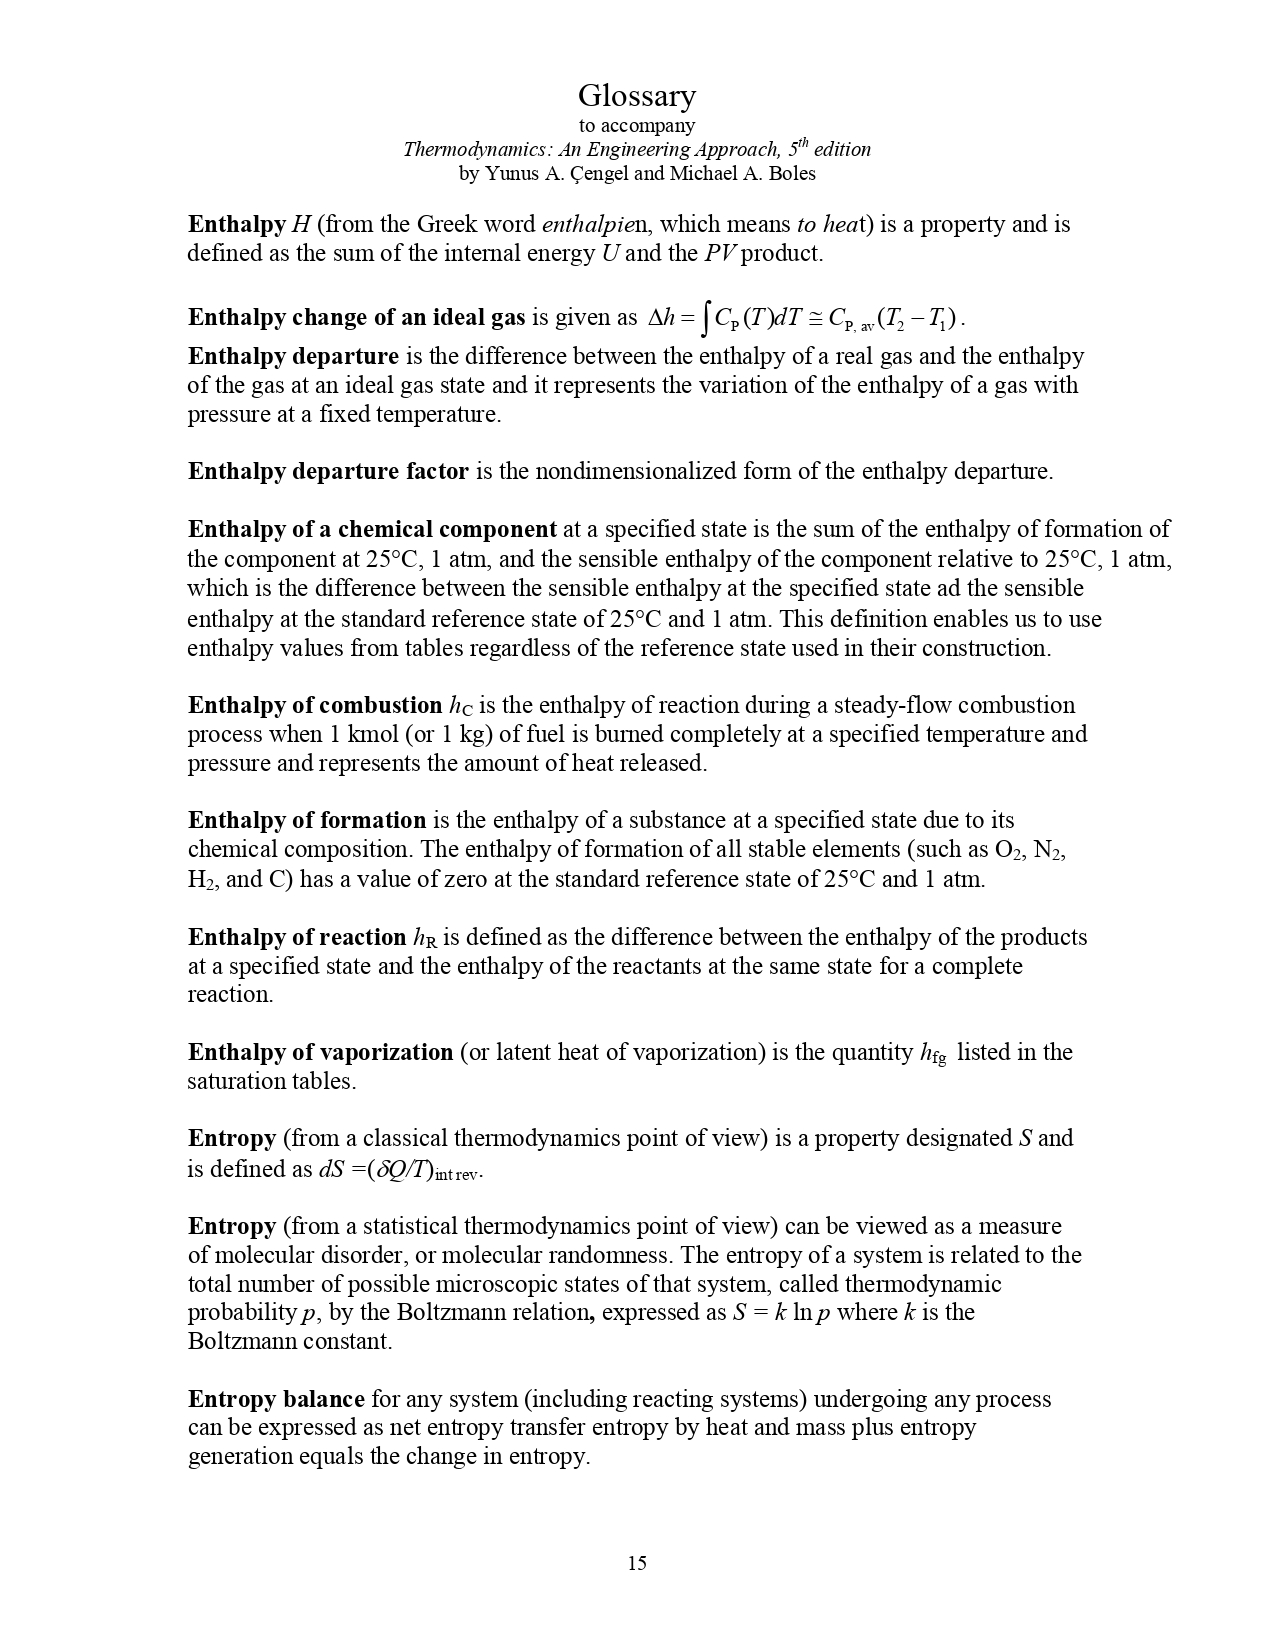 Glossary
to accompany
Thermodynamics: An Engineering Approach, 5th edition
by Yunus A. Çengel and Michael A. Boles
Enthalpy H (from the Greek word enthalpien, which means to heat) is a property and is
defined as the sum of the internal energy U and the PV product.
Enthalpy change of an ideal gas is given as Δh = ∫ C_P (T)dT ≅ C_P, av (T₂ − T₁) .
Enthalpy departure is the difference between the enthalpy of a real gas and the enthalpy
of the gas at an ideal gas state and it represents the variation of the enthalpy of a gas with
pressure at a fixed temperature.
Enthalpy departure factor is the nondimensionalized form of the enthalpy departure.
Enthalpy of a chemical component at a specified state is the sum of the enthalpy of formation of
the component at 25°C, 1 atm, and the sensible enthalpy of the component relative to 25°C, 1 atm,
which is the difference between the sensible enthalpy at the specified state ad the sensible
enthalpy at the standard reference state of 25°C and 1 atm. This definition enables us to use
enthalpy values from tables regardless of the reference state used in their construction.
Enthalpy of combustion h_C is the enthalpy of reaction during a steady-flow combustion
process when 1 kmol (or 1 kg) of fuel is burned completely at a specified temperature and
pressure and represents the amount of heat released.
Enthalpy of formation is the enthalpy of a substance at a specified state due to its
chemical composition. The enthalpy of formation of all stable elements (such as O₂, N₂,
H₂, and C) has a value of zero at the standard reference state of 25°C and 1 atm.
Enthalpy of reaction h_R is defined as the difference between the enthalpy of the products
at a specified state and the enthalpy of the reactants at the same state for a complete
reaction.
Enthalpy of vaporization (or latent heat of vaporization) is the quantity h_fg listed in the
saturation tables.
Entropy (from a classical thermodynamics point of view) is a property designated S and
is defined as dS =(δQ/T)int rev.
Entropy (from a statistical thermodynamics point of view) can be viewed as a measure
of molecular disorder, or molecular randomness. The entropy of a system is related to the
total number of possible microscopic states of that system, called thermodynamic
probability p, by the Boltzmann relation, expressed as S = k ln p where k is the
Boltzmann constant.
Entropy balance for any system (including reacting systems) undergoing any process
can be expressed as net entropy transfer entropy by heat and mass plus entropy
generation equals the change in entropy.
15